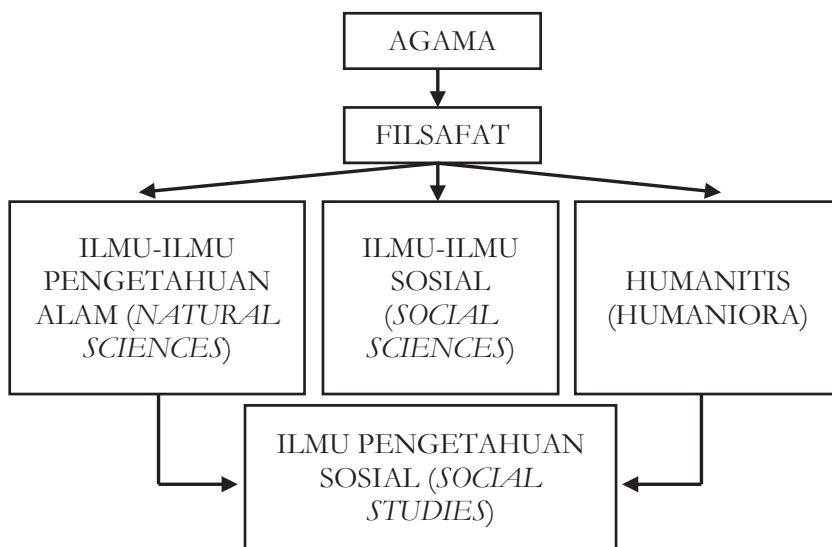 AGAMA
FILSAFAT
ILMU-ILMU
PENGETAHUAN
ALAM (NATURAL
SCIENCES)
ILMU-ILMU
SOSIAL
(SOCIAL
SCIENCES)
HUMANITIS
(HUMANIORA)
ILMU PENGETAHUAN
SOSIAL (SOCIAL
STUDIES)